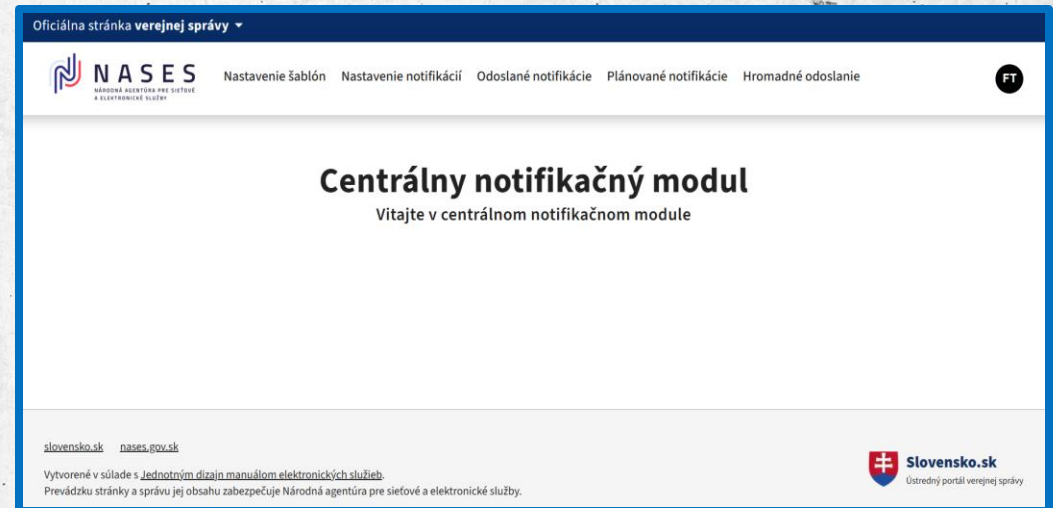 Oficiálna stránka verejnej správy
NASES
NÁRODNÁ AGENTÚRA PRE SIEŤOVÉ
A ELEKTRONICKÉ SLUŽBY
Nastavenie šablón Nastavenie notifikácií Odoslané notifikácie Plánované notifikácie Hromadné odoslanie
FT
Centrálny notifikačný modul
Vitajte v centrálnom notifikačnom module
slovensko.sk nases.gov.sk
Vytvorené v súlade s Jednotným dizajn manuálom elektronických služieb.
Prevádzku stránky a správu jej obsahu zabezpečuje Národná agentúra pre sieťové a elektronické služby.
Slovensko.sk
Ústredný portál verejnej správy